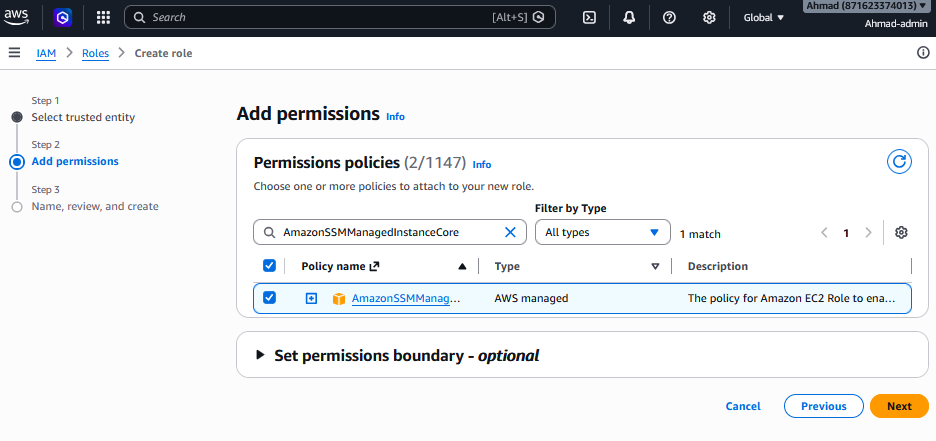 aws
Search [Alt+S] Global Ahmad (871623374013)
Ahmad-admin
IAM Roles Create role
Step 1
Select trusted entity
Step 2
Add permissions
Step 3
Name, review, and create
Add permissions Info
Permissions policies (2/1147) Info
Choose one or more policies to attach to your new role.
Filter by Type
AmazonSSMManagedInstanceCore All types 1 match 1
Policy name Type Description
AmazonSSMManag... AWS managed The policy for Amazon EC2 Role to ena...
Set permissions boundary - optional
Cancel Previous Next